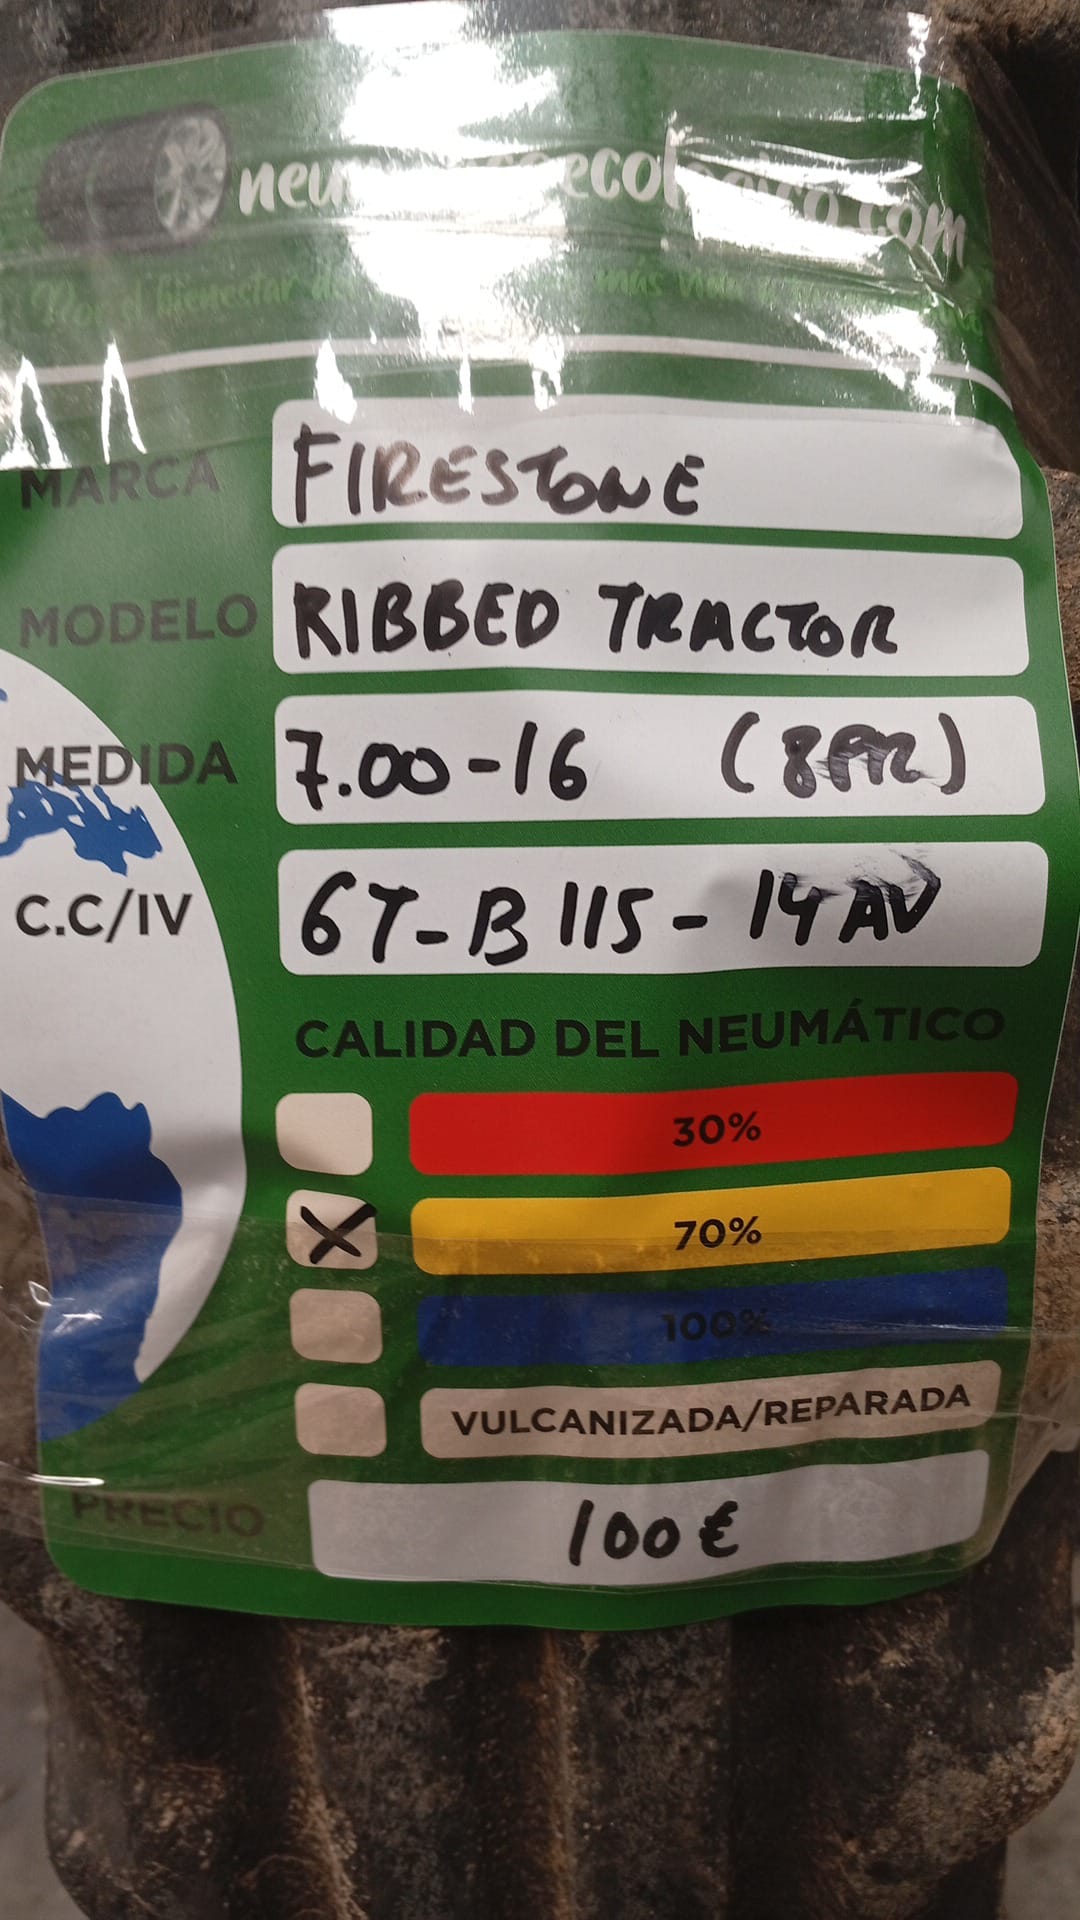 MARCA FIRESTONE
MODELO RIBBED TRACTOR
MEDIDA 7.00-16 (8PR)
C.C/IV 6T-B115-14AV
CALIDAD DEL NEUMÁTICO
30%
X 70%
100%
VULCANIZADA/REPARADA
PRECIO 100€